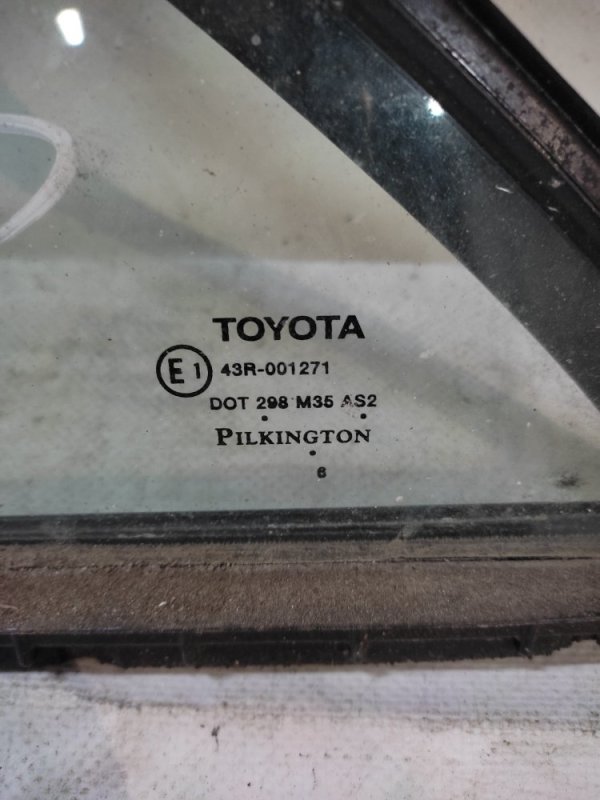 TOYOTA
E1 43R-001271
DOT 298 M35 AS2
PILKINGTON
6